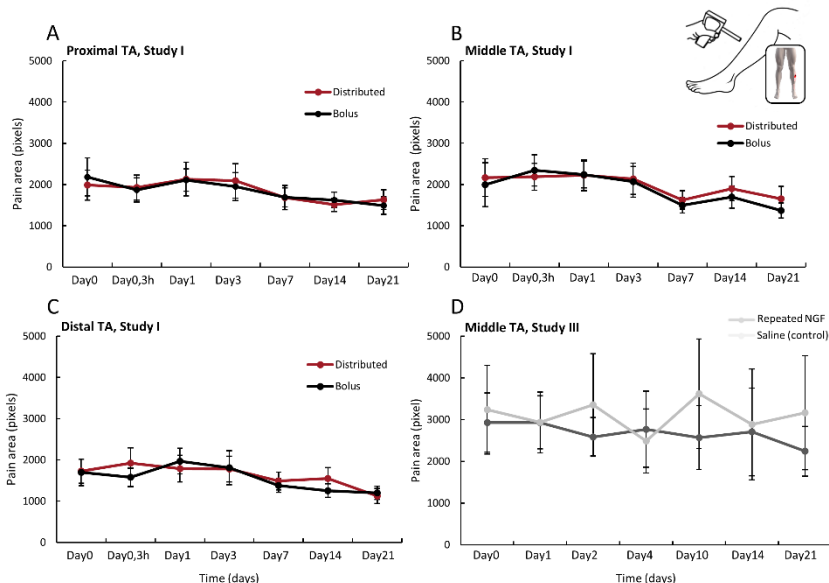 A
Proximal TA, Study I
5000
4000
3000
2000
1000
0
Pain area (pixels)
Distributed
Bolus
Day0 Day0,3h Day1 Day3 Day7 Day14 Day21
B
Middle TA, Study I
5000
4000
3000
2000
1000
0
Pain area (pixels)
Distributed
Bolus
Day0 Day0,3h Day1 Day3 Day7 Day14 Day21
C
Distal TA, Study I
5000
4000
3000
2000
1000
0
Pain area (pixels)
Distributed
Bolus
Day0 Day0,3h Day1 Day3 Day7 Day14 Day21
Time (days)
D
Middle TA, Study III
5000
4000
3000
2000
1000
0
Pain area (pixel)
Repeated NGF
Saline (control)
Day0 Day1 Day2 Day4 Day10 Day14 Day21
Time (days)